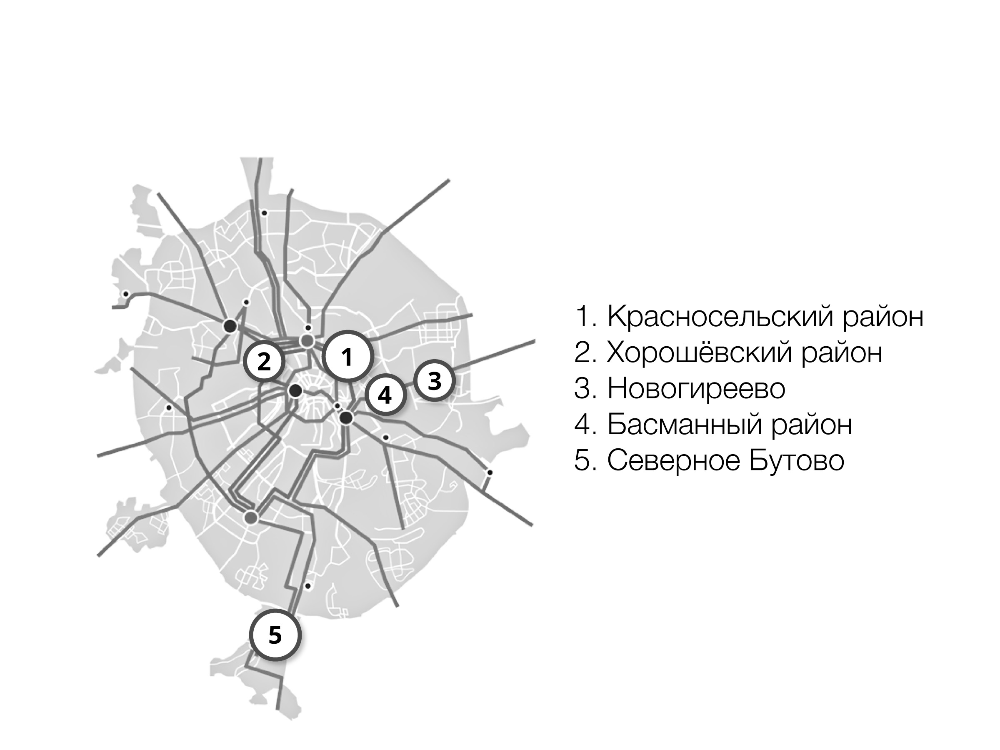 1
2
3
4
5
1. Красносельский район
2. Хорошёвский район
3. Новогиреево
4. Басманный район
5. Северное Бутово